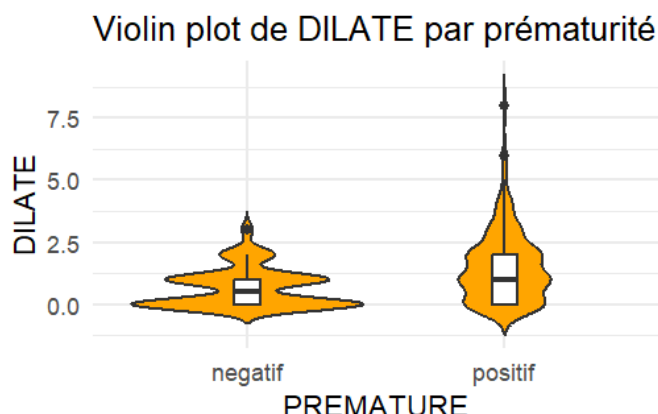 Violin plot de DILATE par prématurité
DILATE
7.5
5.0
2.5
0.0
negatif
positif
PREMATURE